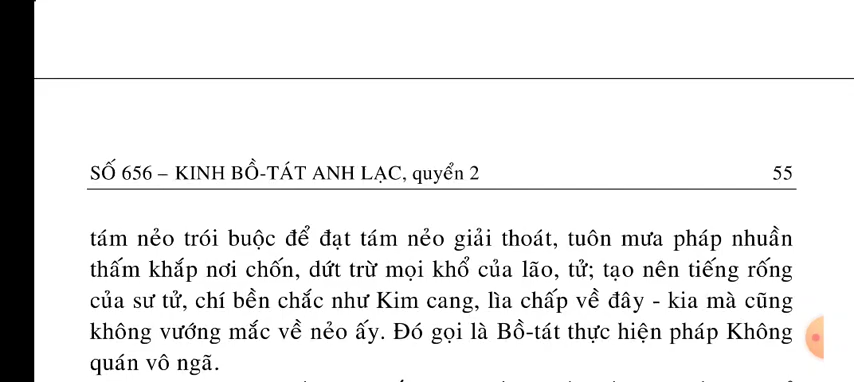 SỐ 656 – KINH BỒ-TÁT ANH LẠC, quyển 2 55
tám nẻo trói buộc để đạt tám nẻo giải thoát, tuôn mưa pháp nhuần
thấm khắp nơi chốn, dứt trừ mọi khổ của lão, tử; tạo nên tiếng rống
của sư tử, chí bền chắc như Kim cang, lìa chấp về đây - kia mà cũng
không vướng mắc về nẻo ấy. Đó gọi là Bồ-tát thực hiện pháp Không
quán vô ngã.